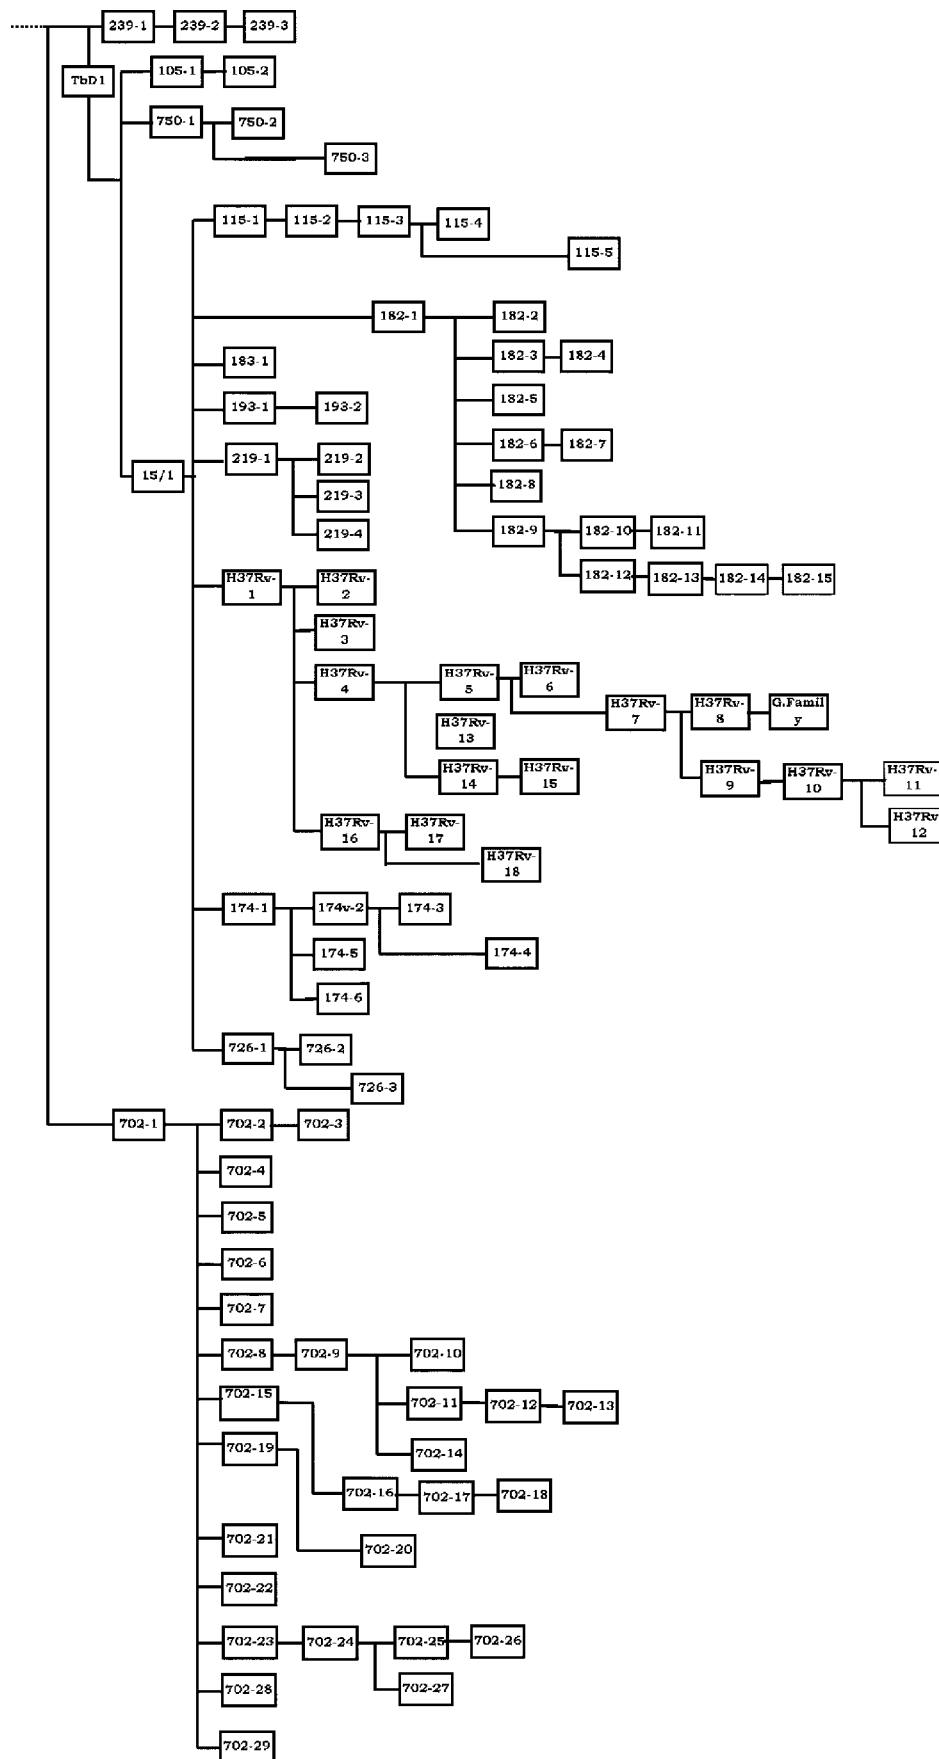 239-1 239-2 239-3
TbD1
105-1 105-2
750-1 750-2
750-3
115-1 115-2 115-3 115-4
115-5
182-1 182-2
182-3 182-4
183-1
182-5
193-1 193-2
182-6 182-7
219-1 219-2
15/1
182-8
219-3
182-9 182-10 182-11
219-4
182-12 182-13 182-14 182-15
H37Rv-
1
H37Rv-
2
H37Rv-
3
H37Rv-
4
H37Rv-
5
H37Rv-
6
H37Rv-
7
H37Rv-
8
G.Famil
y
H37Rv-
13
H37Rv-
14
H37Rv-
15
H37Rv-
9
H37Rv-
10
H37Rv-
11
H37Rv
12
H37Rv-
16
H37Rv-
17
H37Rv-
18
174-1 174v-2 174-3
174-5 174-4
174-6
726-1 726-2
726-3
702-1 702-2 702-3
702-4
702-5
702-6
702-7
702-8 702-9 702-10
702-15 702-11 702-12 702-13
702-19 702-14
702-16 702-17 702-18
702-21 702-20
702-22
702-23 702-24 702-25 702-26
702-28 702-27
702-29